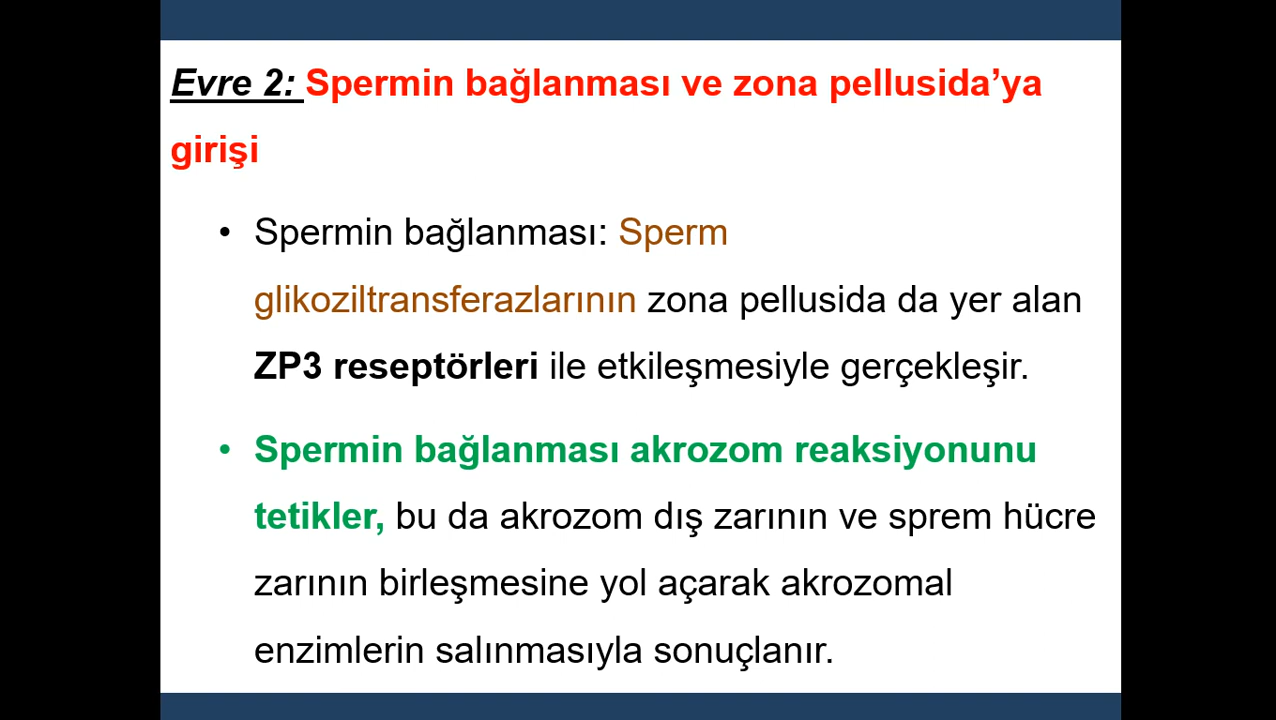 Evre 2: Spermin bağlanması ve zona pellusida’ya
girişi
• Spermin bağlanması: Sperm
glikoziltransferazlarının zona pellusida da yer alan
ZP3 reseptörleri ile etkileşmesiyle gerçekleşir.
• Spermin bağlanması akrozom reaksiyonunu
tetikler, bu da akrozom dış zarının ve sprem hücre
zarının birleşmesine yol açarak akrozomal
enzimlerin salınmasıyla sonuçlanır.